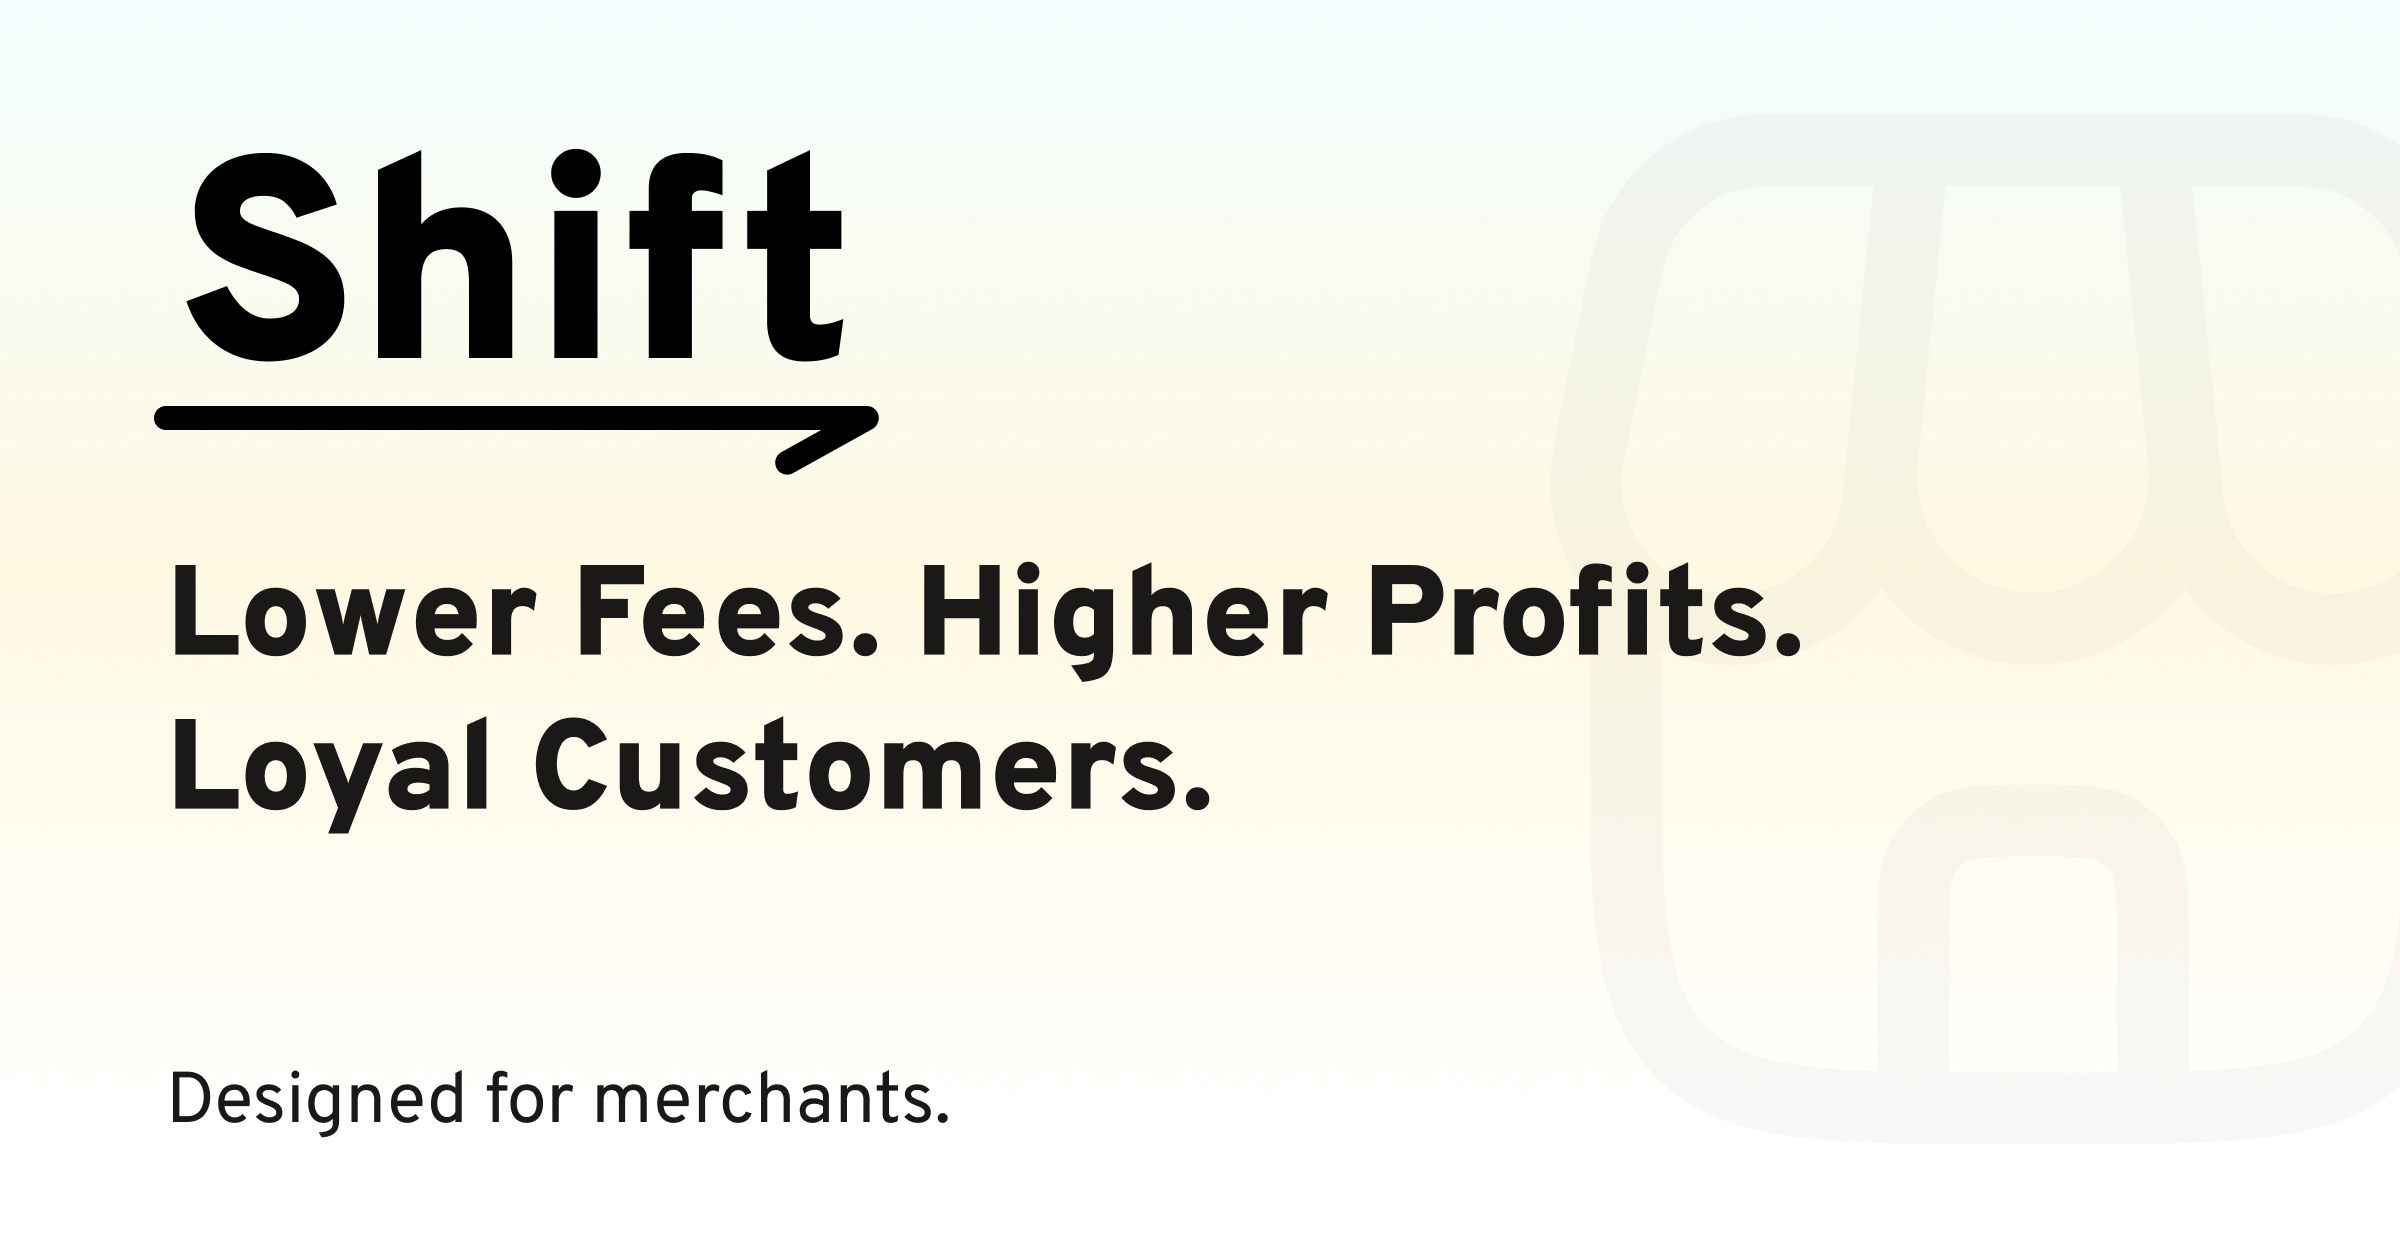 Shift
Lower Fees. Higher Profits.
Loyal Customers.
Designed for merchants.